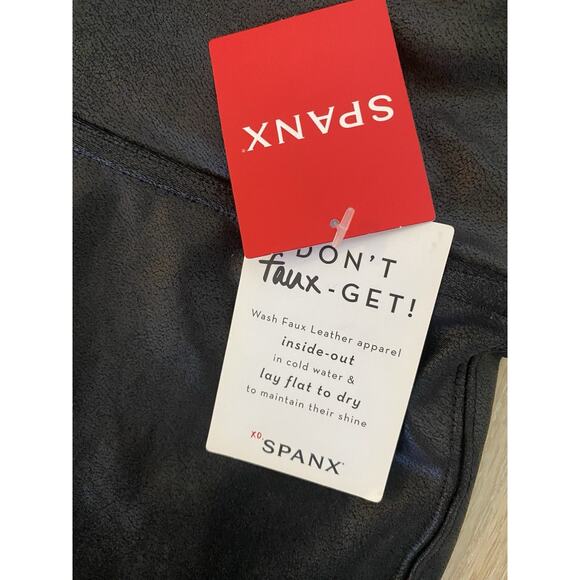 SPANX®
DON'T
faux-GET!
Wash Faux Leather apparel
inside-out
in cold water &
lay flat to dry
to maintain their shine
xo,
SPANX®